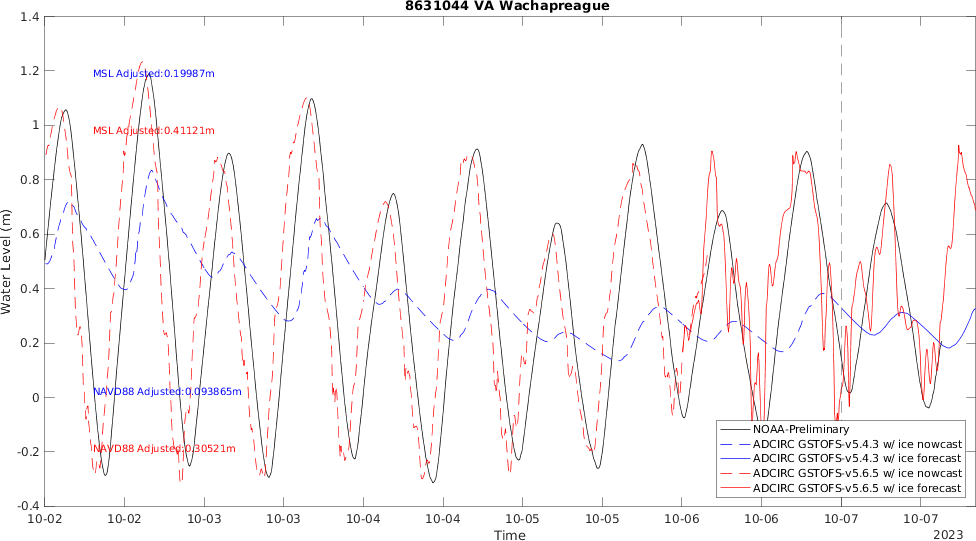 8631044 VA Wachapreague
1.4
1.2
1
0.8
0.6
0.4
0.2
0
-0.2
-0.4
Water Level (m)
MSL Adjusted:0.19987m
MSL Adjusted:0.41121m
NAVD88 Adjusted:0.093865m
NAVD88 Adjusted:0.30521m
NOAA-Preliminary
ADCIRC GSTOFS-v5.4.3 w/ ice nowcast
ADCIRC GSTOFS-v5.4.3 w/ ice forecast
ADCIRC GSTOFS-v5.6.5 w/ ice nowcast
ADCIRC GSTOFS-v5.6.5 w/ ice forecast
10-02 10-02 10-03 10-03 10-04 10-04 10-05 10-05 10-06 10-06 10-07 10-07
Time
2023